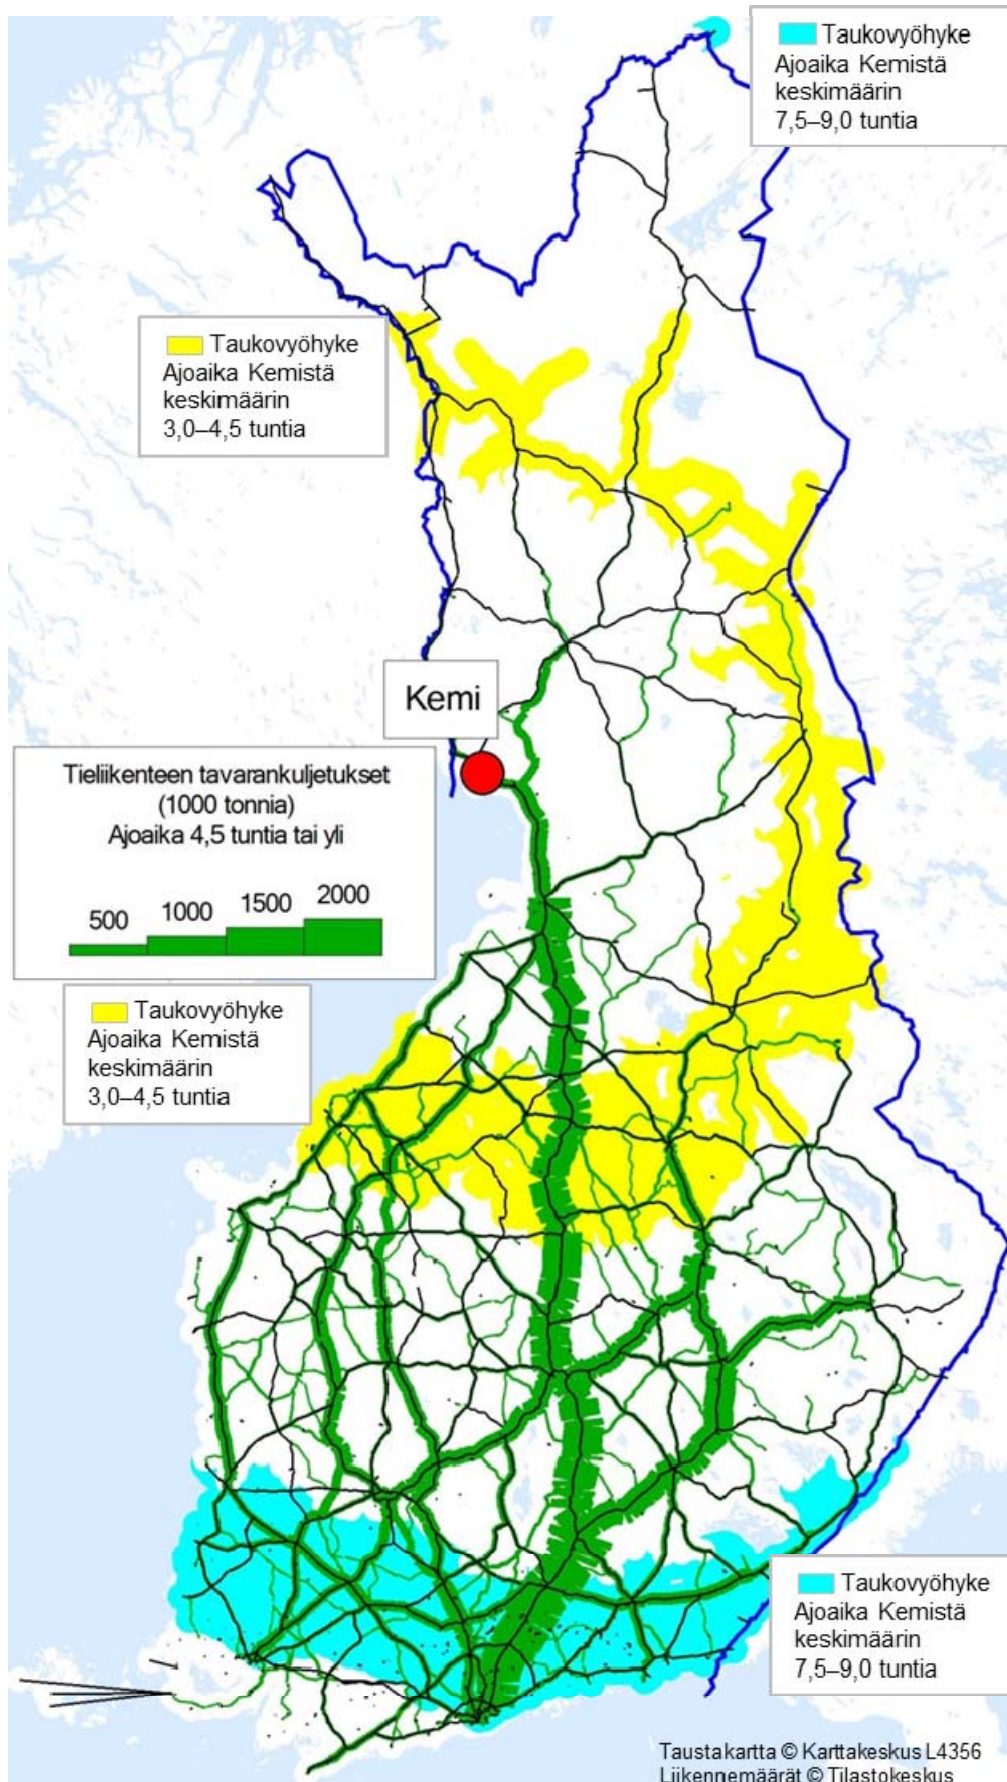 Taukovyöhyke
Ajoaika Kemistä
keskimäärin
7,5–9,0 tuntia
Taukovyöhyke
Ajoaika Kemistä
keskimäärin
3,0–4,5 tuntia
Kemi
Tieliikenteen tavarankuljetukset
(1000 tonnia)
Ajoaika 4,5 tuntia tai yli
500 1000 1500 2000
Taukovyöhyke
Ajoaika Kemistä
keskimäärin
3,0–4,5 tuntia
Taukovyöhyke
Ajoaika Kemistä
keskimäärin
7,5–9,0 tuntia
Taustakartta © Karttakeskus L4356
Liikennemäärät © Tilastokeskus